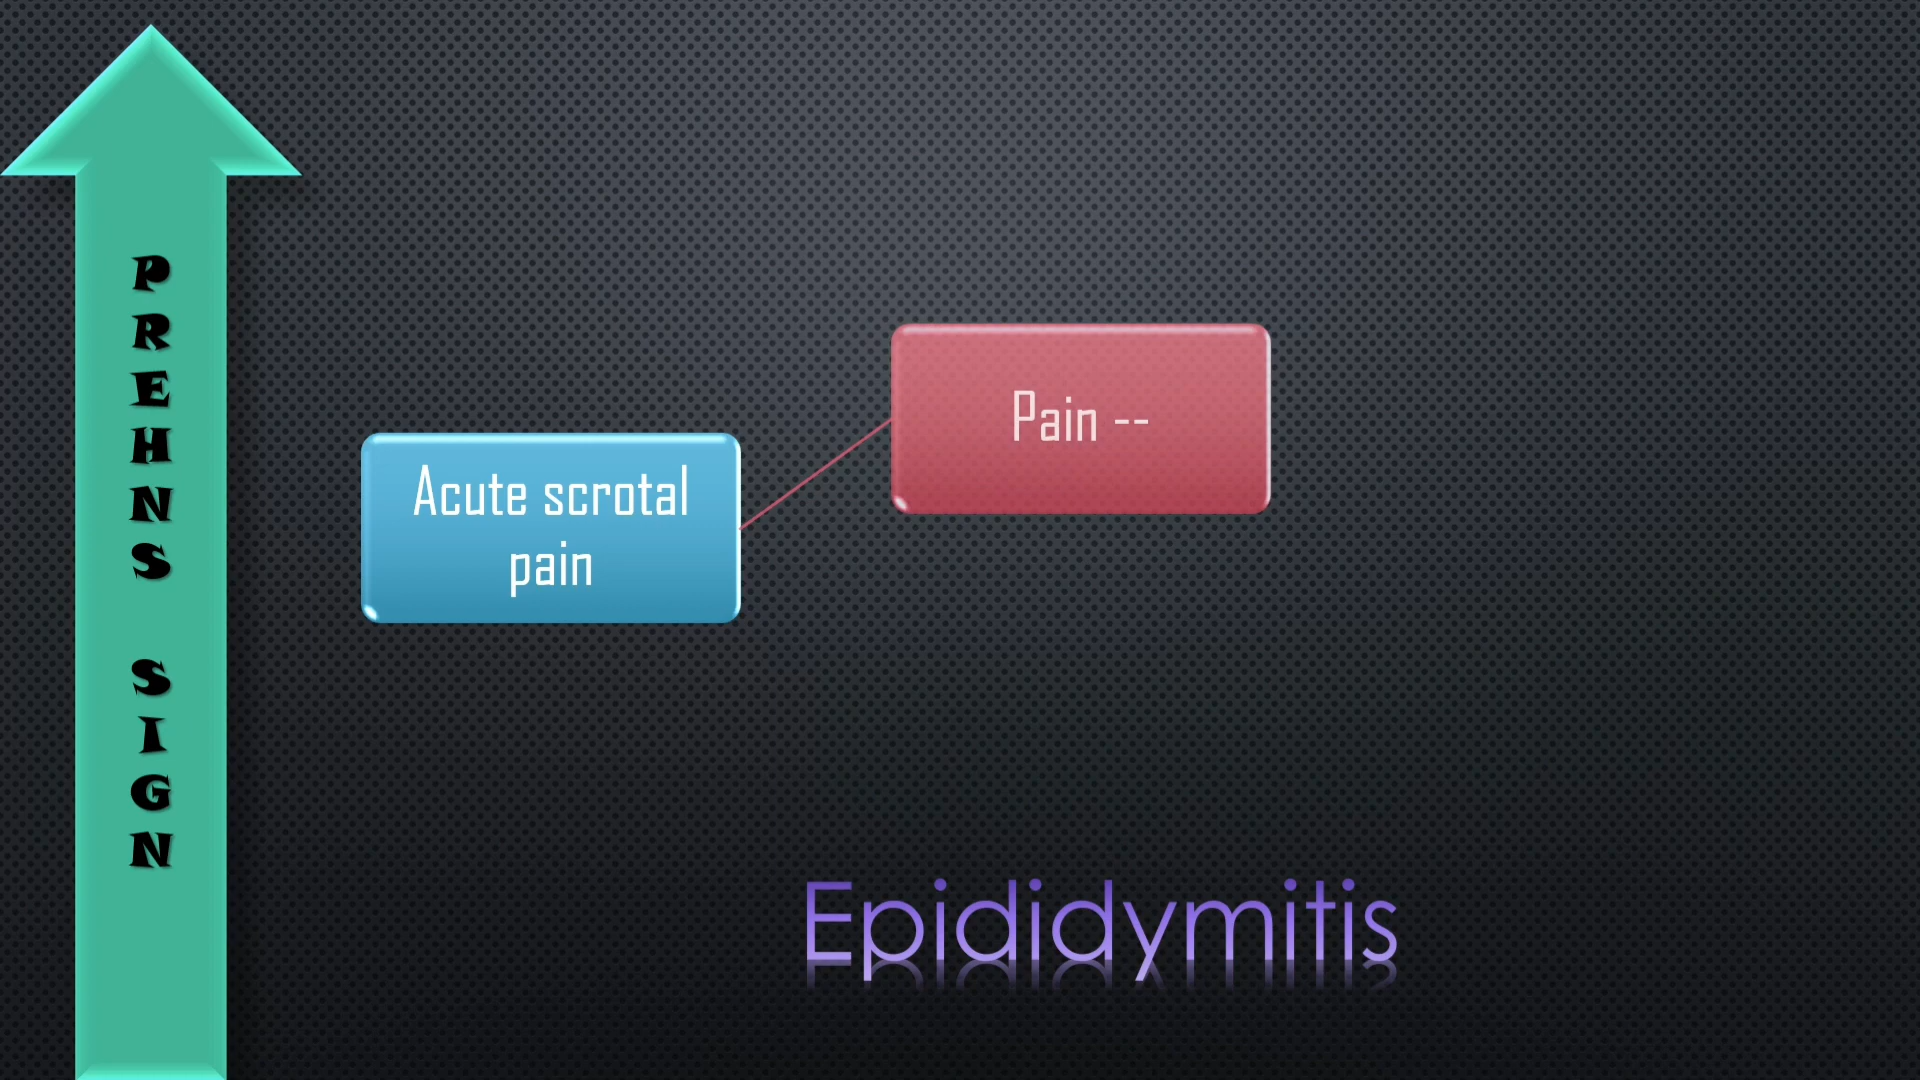 PREHNS SIGN
Acute scrotal
pain
Pain --
Epididymitis